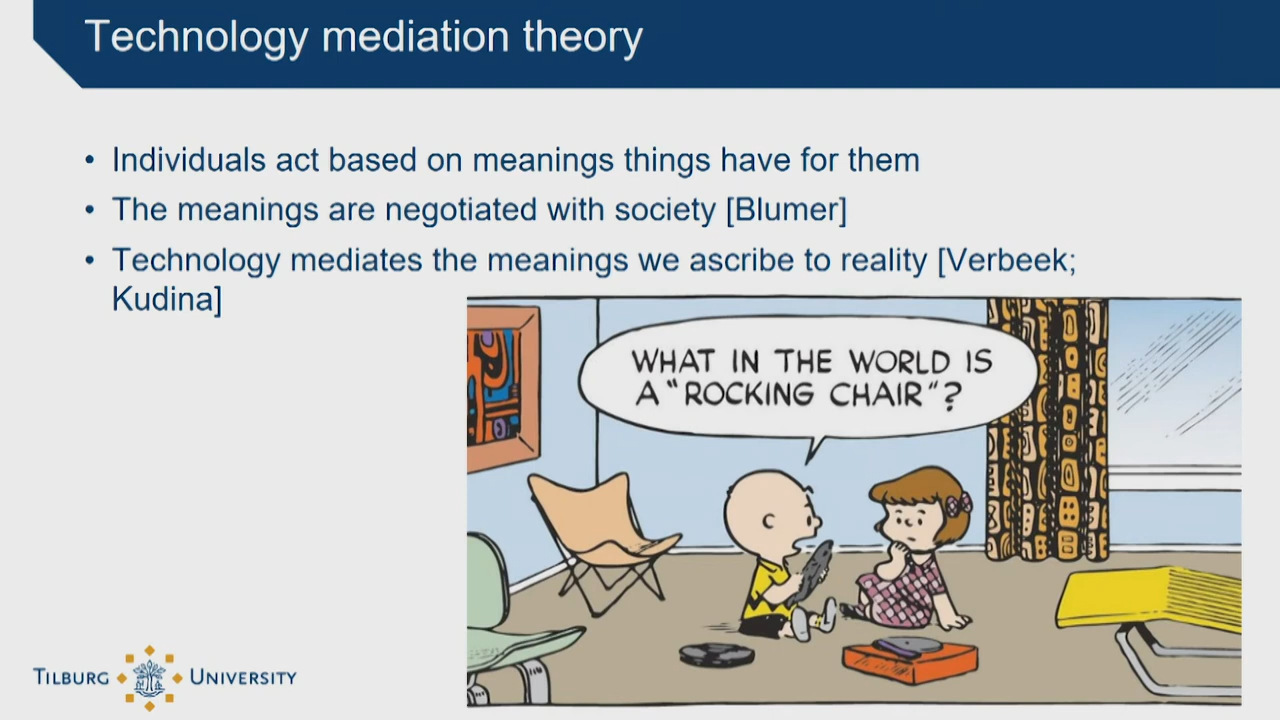 Technology mediation theory
• Individuals act based on meanings things have for them
• The meanings are negotiated with society [Blumer]
• Technology mediates the meanings we ascribe to reality [Verbeek;
Kudina]
WHAT IN THE WORLD IS
A "ROCKING CHAIR"?
TILBURG UNIVERSITY